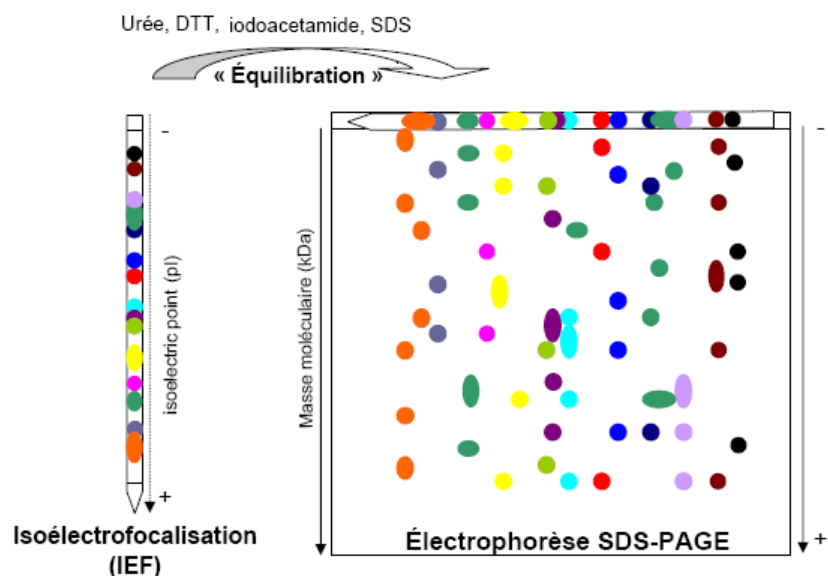 Urée, DTT, iodoacetamide, SDS
« Équilibration »
-
-
isoelectric point (pI)
Masse moléculaire (kDa)
+
+
Isoélectrofocalisation
(IEF)
Électrophorèse SDS-PAGE